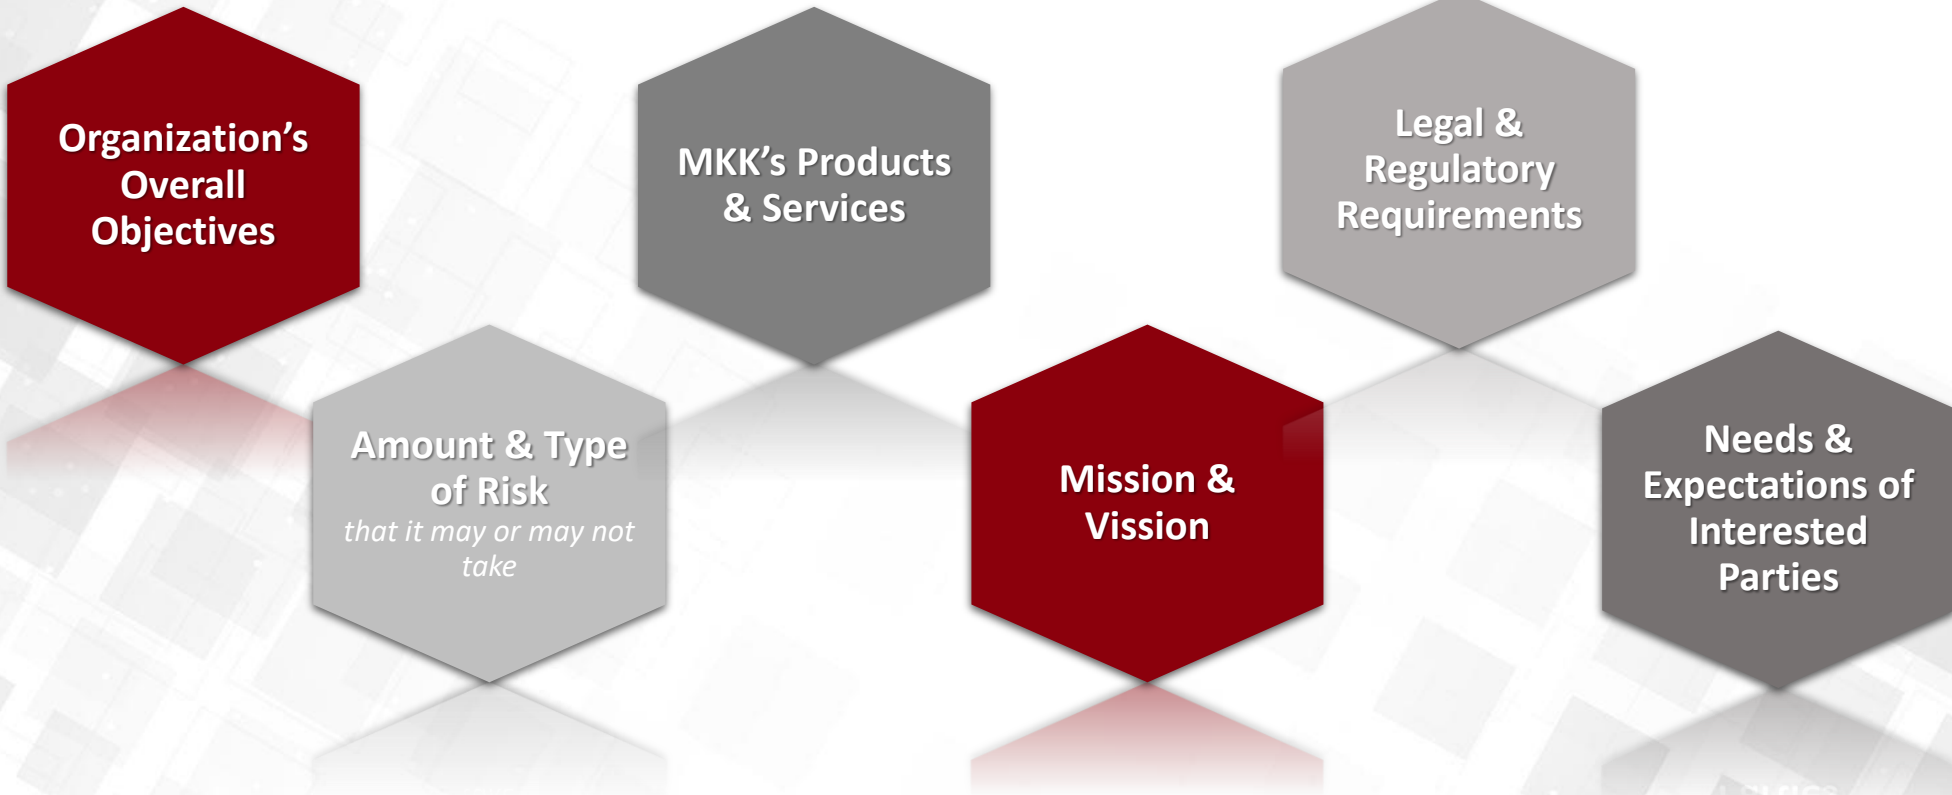 Organization’s
Overall
Objectives
Amount & Type
of Risk
that it may or may not
take
MKK’s Products
& Services
Mission &
Vission
Legal &
Regulatory
Requirements
Needs &
Expectations of
Interested
Parties